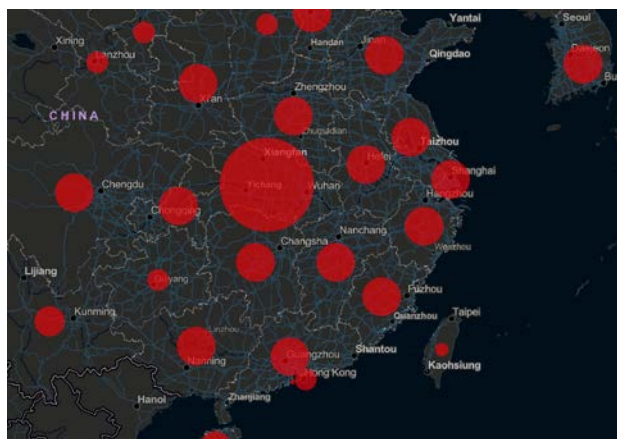 Yantai
Seoul
Xining
Lanzhou
Handan
Jinan
Qingdao
Daejeon
Bu
CHINA
Xi'an
Zhengzhou
Zhumadian
Taizhou
Xiangfan
Hefei
Shanghai
Chengdu
Yichang
Wuhan
Hangzhou
Chongqing
Changsha
Nanchang
Wenzhou
Lijiang
Guiyang
Fuzhou
Kunming
Quanzhou
Taipei
Liuzhou
Nanning
Guangzhou
Shantou
Kaohsiung
Hong Kong
Hanoi
Zhanjiang